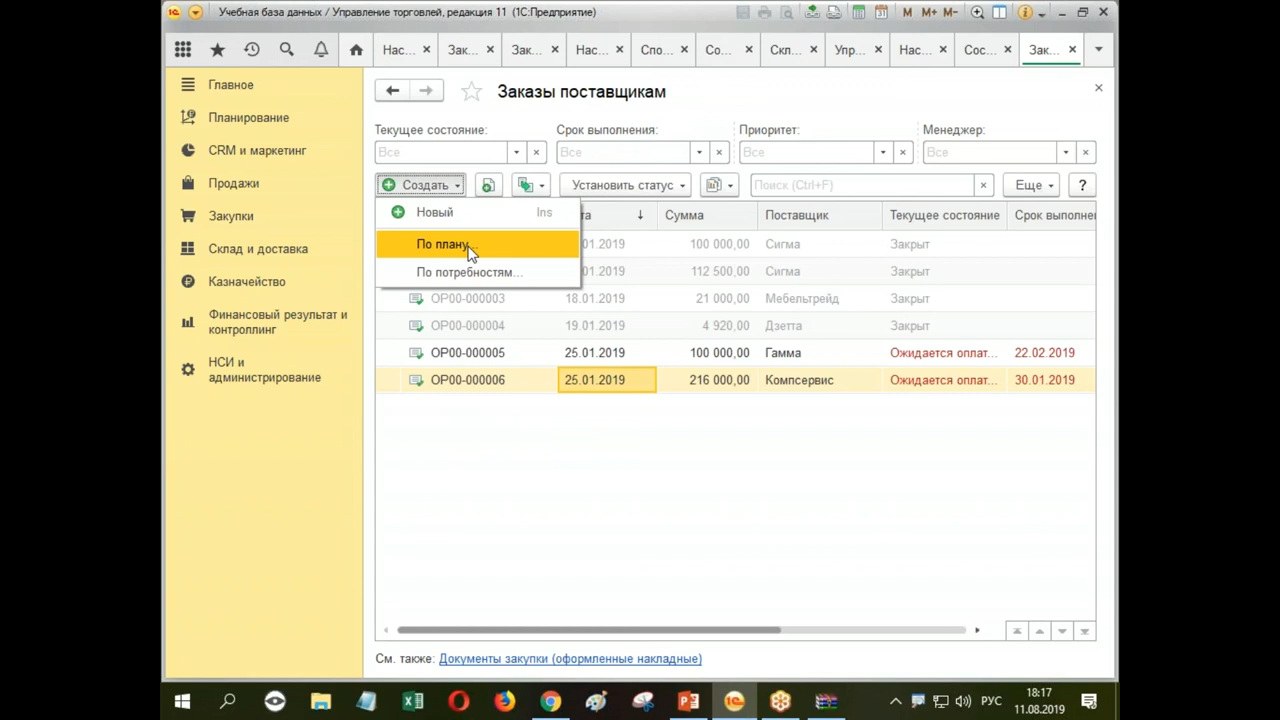 Учебная база данных / Управление торговлей, редакция 11 (1С:Предприятие)
M M+ M-
Нас...
Зак...
Зак...
Нас...
Спо...
Со...
Скл...
Упр...
Нас...
Сос...
Зак...
Главное
Планирование
CRM и маркетинг
Продажи
Закупки
Склад и доставка
Казначейство
Финансовый результат и
контроллинг
НСИ и
администрирование
Заказы поставщикам
Текущее состояние:
Срок выполнения:
Приоритет:
Менеджер:
Все
Все
Все
Все
Создать
Установить статус
Поиск (Ctrl+F)
Еще
?
Новый Ins
По плану...
По потребностям...
та Сумма Поставщик Текущее состояние Срок выполнен
01.2019 100 000,00 Сигма Закрыт
01.2019 112 500,00 Сигма Закрыт
ОР00-000003 18.01.2019 21 000,00 Мебельтрейд Закрыт
ОР00-000004 19.01.2019 4 920,00 Дзетта Закрыт
ОР00-000005 25.01.2019 100 000,00 Гамма Ожидается оплат... 22.02.2019
ОР00-000006 25.01.2019 216 000,00 Компсервис Ожидается оплат... 30.01.2019
См. также: Документы закупки (оформленные накладные)
РУС
18:17
11.08.2019